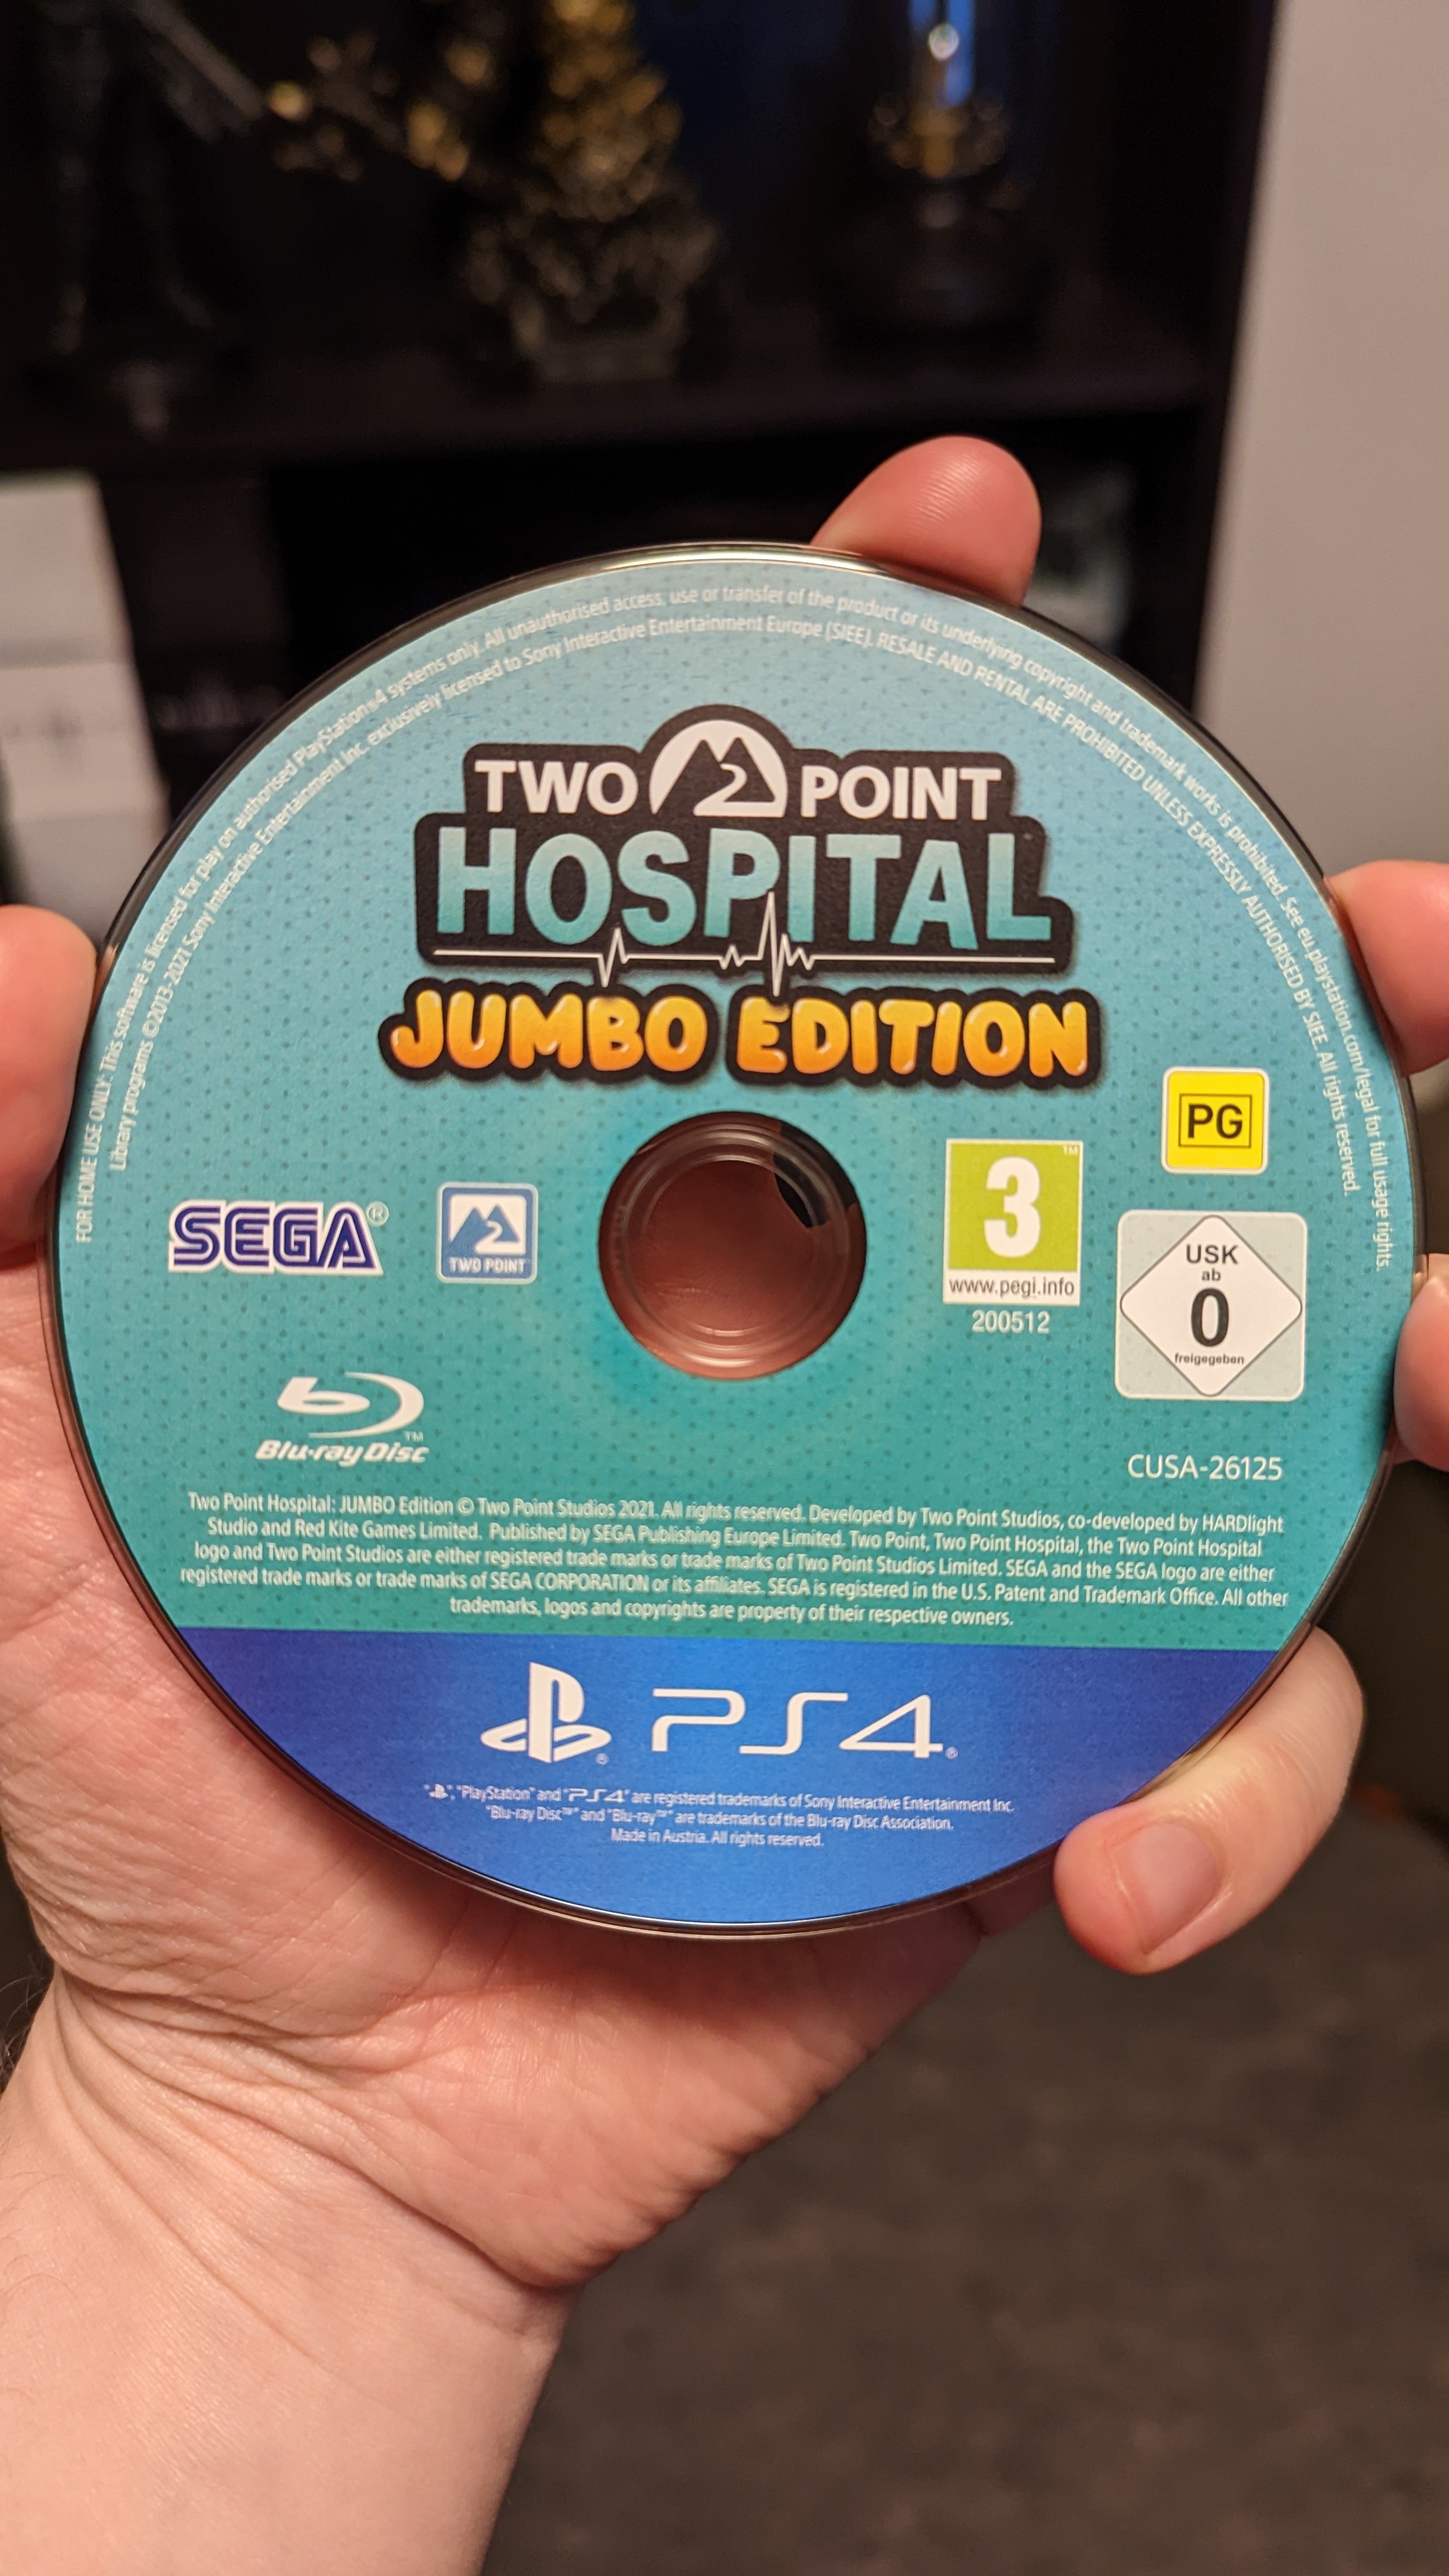 FOR HOME USE ONLY. This software is licensed for play on authorised PlayStation®4 systems only. All unauthorised access, use or transfer of the product or its underlying copyright and trademark works is prohibited. See eu.playstation.com/legal for full usage rights.
Library programs ©2013-2021 Sony Interactive Entertainment Inc. exclusively licensed to Sony Interactive Entertainment Europe (SIEE). RESALE AND RENTAL ARE PROHIBITED UNLESS EXPRESSLY AUTHORISED BY SIEE. All rights reserved.
TWO 2 POINT
HOSPITAL
JUMBO EDITION
PG
SEGA®
TWO POINT
3™
www.pegi.info
200512
USK
ab
0
freigegeben
Blu-ray Disc™
CUSA-26125
Two Point Hospital: JUMBO Edition © Two Point Studios 2021. All rights reserved. Developed by Two Point Studios, co-developed by HARDlight
Studio and Red Kite Games Limited. Published by SEGA Publishing Europe Limited. Two Point, Two Point Hospital, the Two Point Hospital
logo and Two Point Studios are either registered trade marks or trade marks of Two Point Studios Limited. SEGA and the SEGA logo are either
registered trade marks or trade marks of SEGA CORPORATION or its affiliates. SEGA is registered in the U.S. Patent and Trademark Office. All other
trademarks, logos and copyrights are property of their respective owners.
PS4®
"PlayStation" and "PS4" are registered trademarks of Sony Interactive Entertainment Inc.
"Blu-ray Disc™" and "Blu-ray™" are trademarks of the Blu-ray Disc Association.
Made in Austria. All rights reserved.